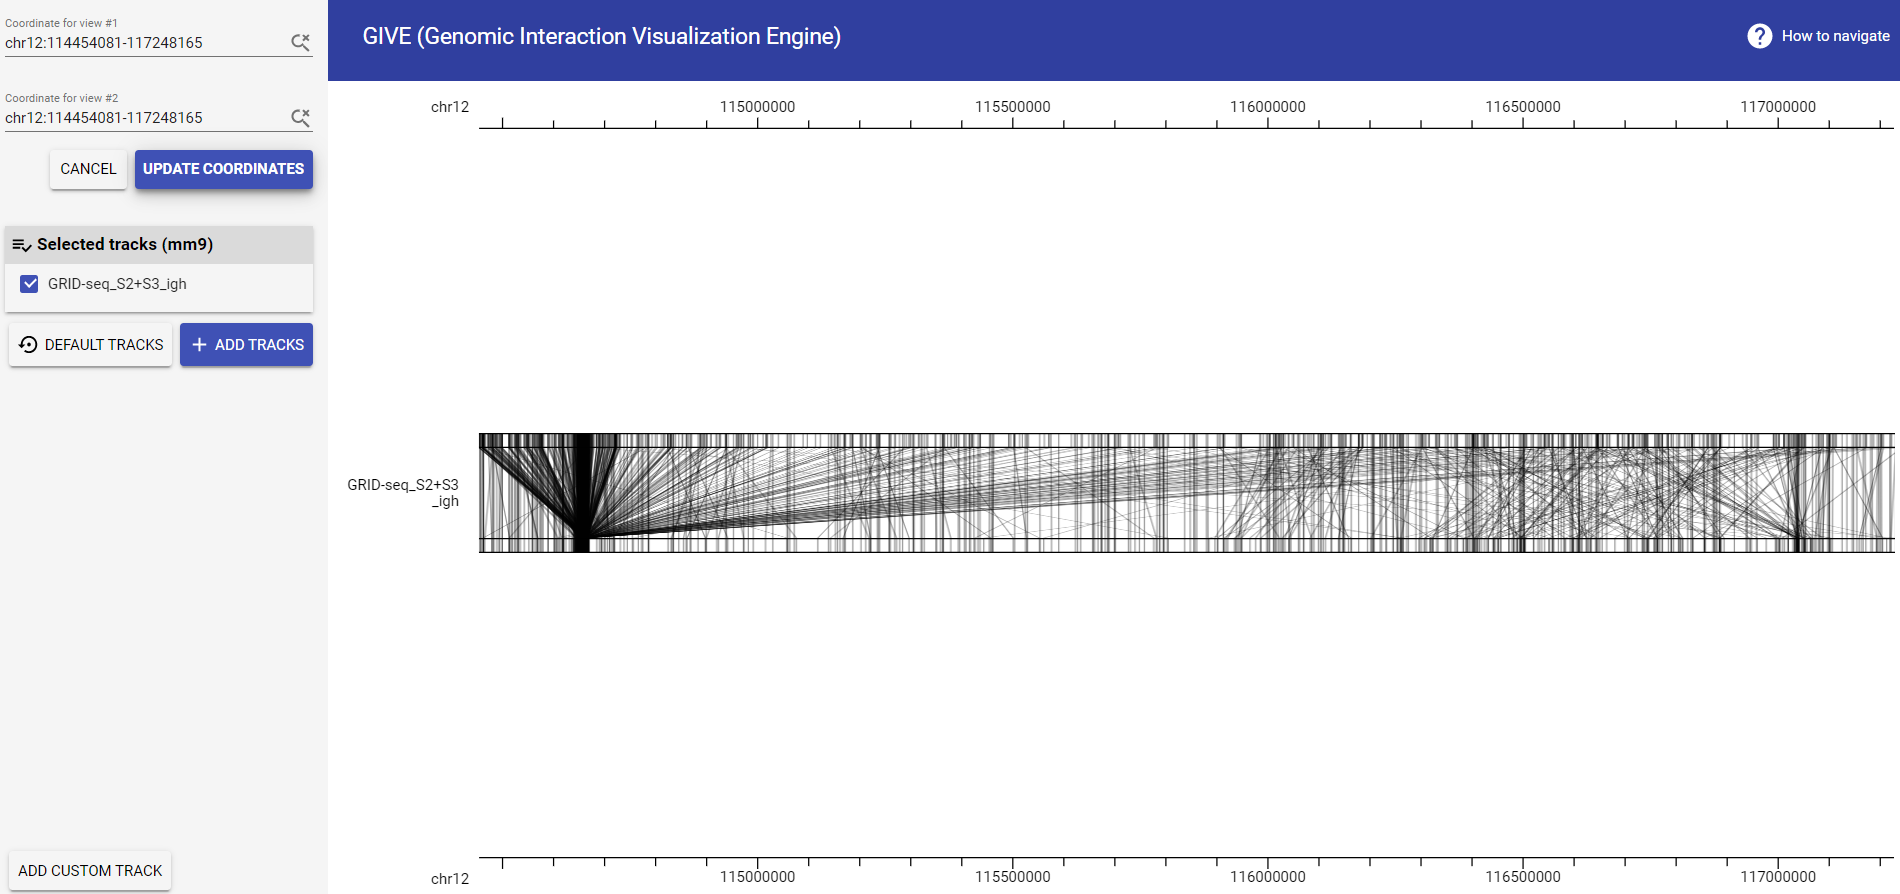 Coordinate for view #1
chr12:114454081-117248165
Coordinate for view #2
chr12:114454081-117248165
CANCEL
UPDATE COORDINATES
Selected tracks (mm9)
GRID-seq_S2+S3_igh
DEFAULT TRACKS
ADD TRACKS
ADD CUSTOM TRACK
GIVE (Genomic Interaction Visualization Engine)
How to navigate
chr12 115000000 115500000 116000000 116500000 117000000
GRID-seq_S2+S3
_igh
chr12 115000000 115500000 116000000 116500000 117000000